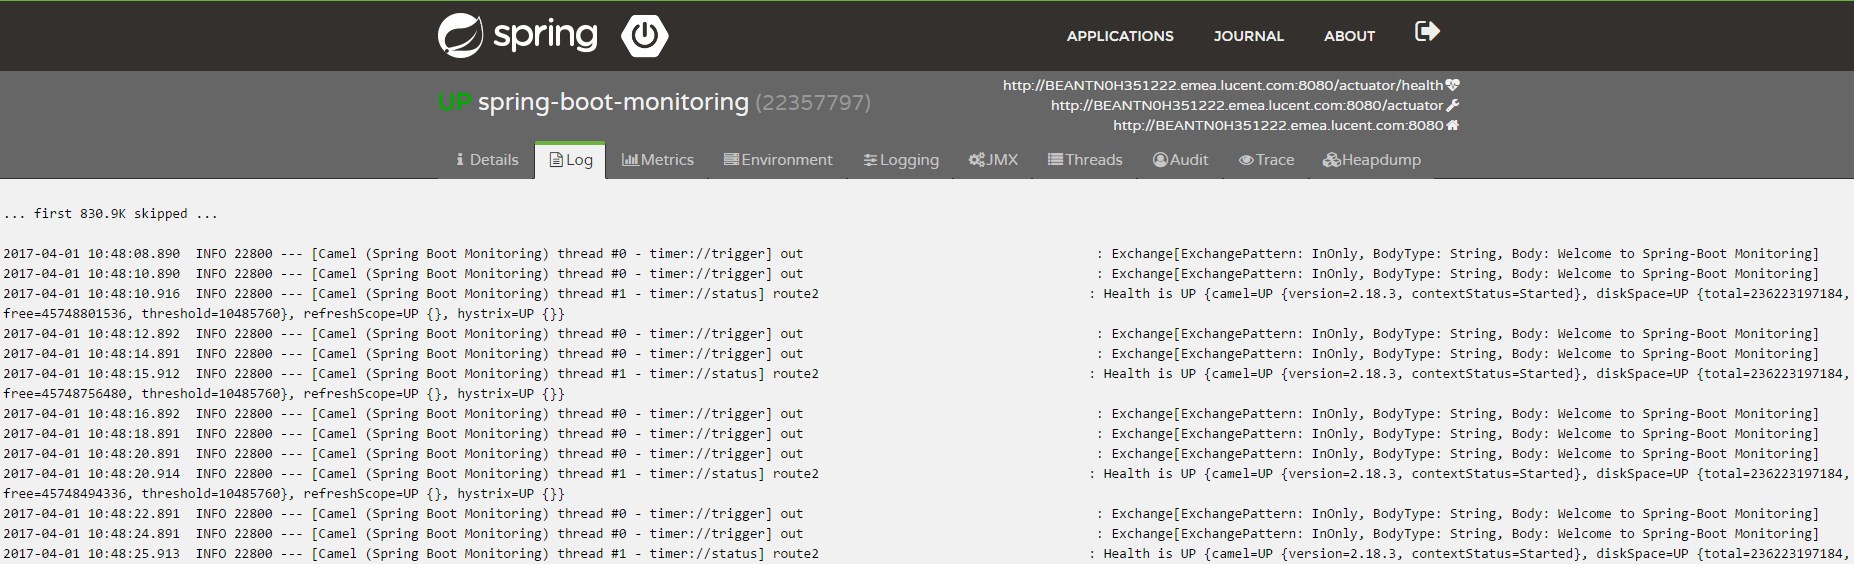 spring
APPLICATIONS JOURNAL ABOUT
UP spring-boot-monitoring (22357797)
http://BEANTN0H351222.emea.lucent.com:8080/actuator/health
http://BEANTN0H351222.emea.lucent.com:8080/actuator
http://BEANTN0H351222.emea.lucent.com:8080
Details Log Metrics Environment Logging JMX Threads Audit Trace Heapdump
... first 830.9K skipped ...
2017-04-01 10:48:08.890  INFO 22800 --- [Camel (Spring Boot Monitoring) thread #0 - timer://trigger] out : Exchange[ExchangePattern: InOnly, BodyType: String, Body: Welcome to Spring-Boot Monitoring]
2017-04-01 10:48:10.890  INFO 22800 --- [Camel (Spring Boot Monitoring) thread #0 - timer://trigger] out : Exchange[ExchangePattern: InOnly, BodyType: String, Body: Welcome to Spring-Boot Monitoring]
2017-04-01 10:48:10.916  INFO 22800 --- [Camel (Spring Boot Monitoring) thread #1 - timer://status] route2 : Health is UP {camel=UP {version=2.18.3, contextStatus=Started}, diskSpace=UP {total=236223197184,
free=45748801536, threshold=10485760}, refreshScope=UP {}, hystrix=UP {}}
2017-04-01 10:48:12.892  INFO 22800 --- [Camel (Spring Boot Monitoring) thread #0 - timer://trigger] out : Exchange[ExchangePattern: InOnly, BodyType: String, Body: Welcome to Spring-Boot Monitoring]
2017-04-01 10:48:14.891  INFO 22800 --- [Camel (Spring Boot Monitoring) thread #0 - timer://trigger] out : Exchange[ExchangePattern: InOnly, BodyType: String, Body: Welcome to Spring-Boot Monitoring]
2017-04-01 10:48:15.912  INFO 22800 --- [Camel (Spring Boot Monitoring) thread #1 - timer://status] route2 : Health is UP {camel=UP {version=2.18.3, contextStatus=Started}, diskSpace=UP {total=236223197184,
free=45748756480, threshold=10485760}, refreshScope=UP {}, hystrix=UP {}}
2017-04-01 10:48:16.892  INFO 22800 --- [Camel (Spring Boot Monitoring) thread #0 - timer://trigger] out : Exchange[ExchangePattern: InOnly, BodyType: String, Body: Welcome to Spring-Boot Monitoring]
2017-04-01 10:48:18.891  INFO 22800 --- [Camel (Spring Boot Monitoring) thread #0 - timer://trigger] out : Exchange[ExchangePattern: InOnly, BodyType: String, Body: Welcome to Spring-Boot Monitoring]
2017-04-01 10:48:20.891  INFO 22800 --- [Camel (Spring Boot Monitoring) thread #0 - timer://trigger] out : Exchange[ExchangePattern: InOnly, BodyType: String, Body: Welcome to Spring-Boot Monitoring]
2017-04-01 10:48:20.914  INFO 22800 --- [Camel (Spring Boot Monitoring) thread #1 - timer://status] route2 : Health is UP {camel=UP {version=2.18.3, contextStatus=Started}, diskSpace=UP {total=236223197184,
free=45748494336, threshold=10485760}, refreshScope=UP {}, hystrix=UP {}}
2017-04-01 10:48:22.891  INFO 22800 --- [Camel (Spring Boot Monitoring) thread #0 - timer://trigger] out : Exchange[ExchangePattern: InOnly, BodyType: String, Body: Welcome to Spring-Boot Monitoring]
2017-04-01 10:48:24.891  INFO 22800 --- [Camel (Spring Boot Monitoring) thread #0 - timer://trigger] out : Exchange[ExchangePattern: InOnly, BodyType: String, Body: Welcome to Spring-Boot Monitoring]
2017-04-01 10:48:25.913  INFO 22800 --- [Camel (Spring Boot Monitoring) thread #1 - timer://status] route2 : Health is UP {camel=UP {version=2.18.3, contextStatus=Started}, diskSpace=UP {total=236223197184,